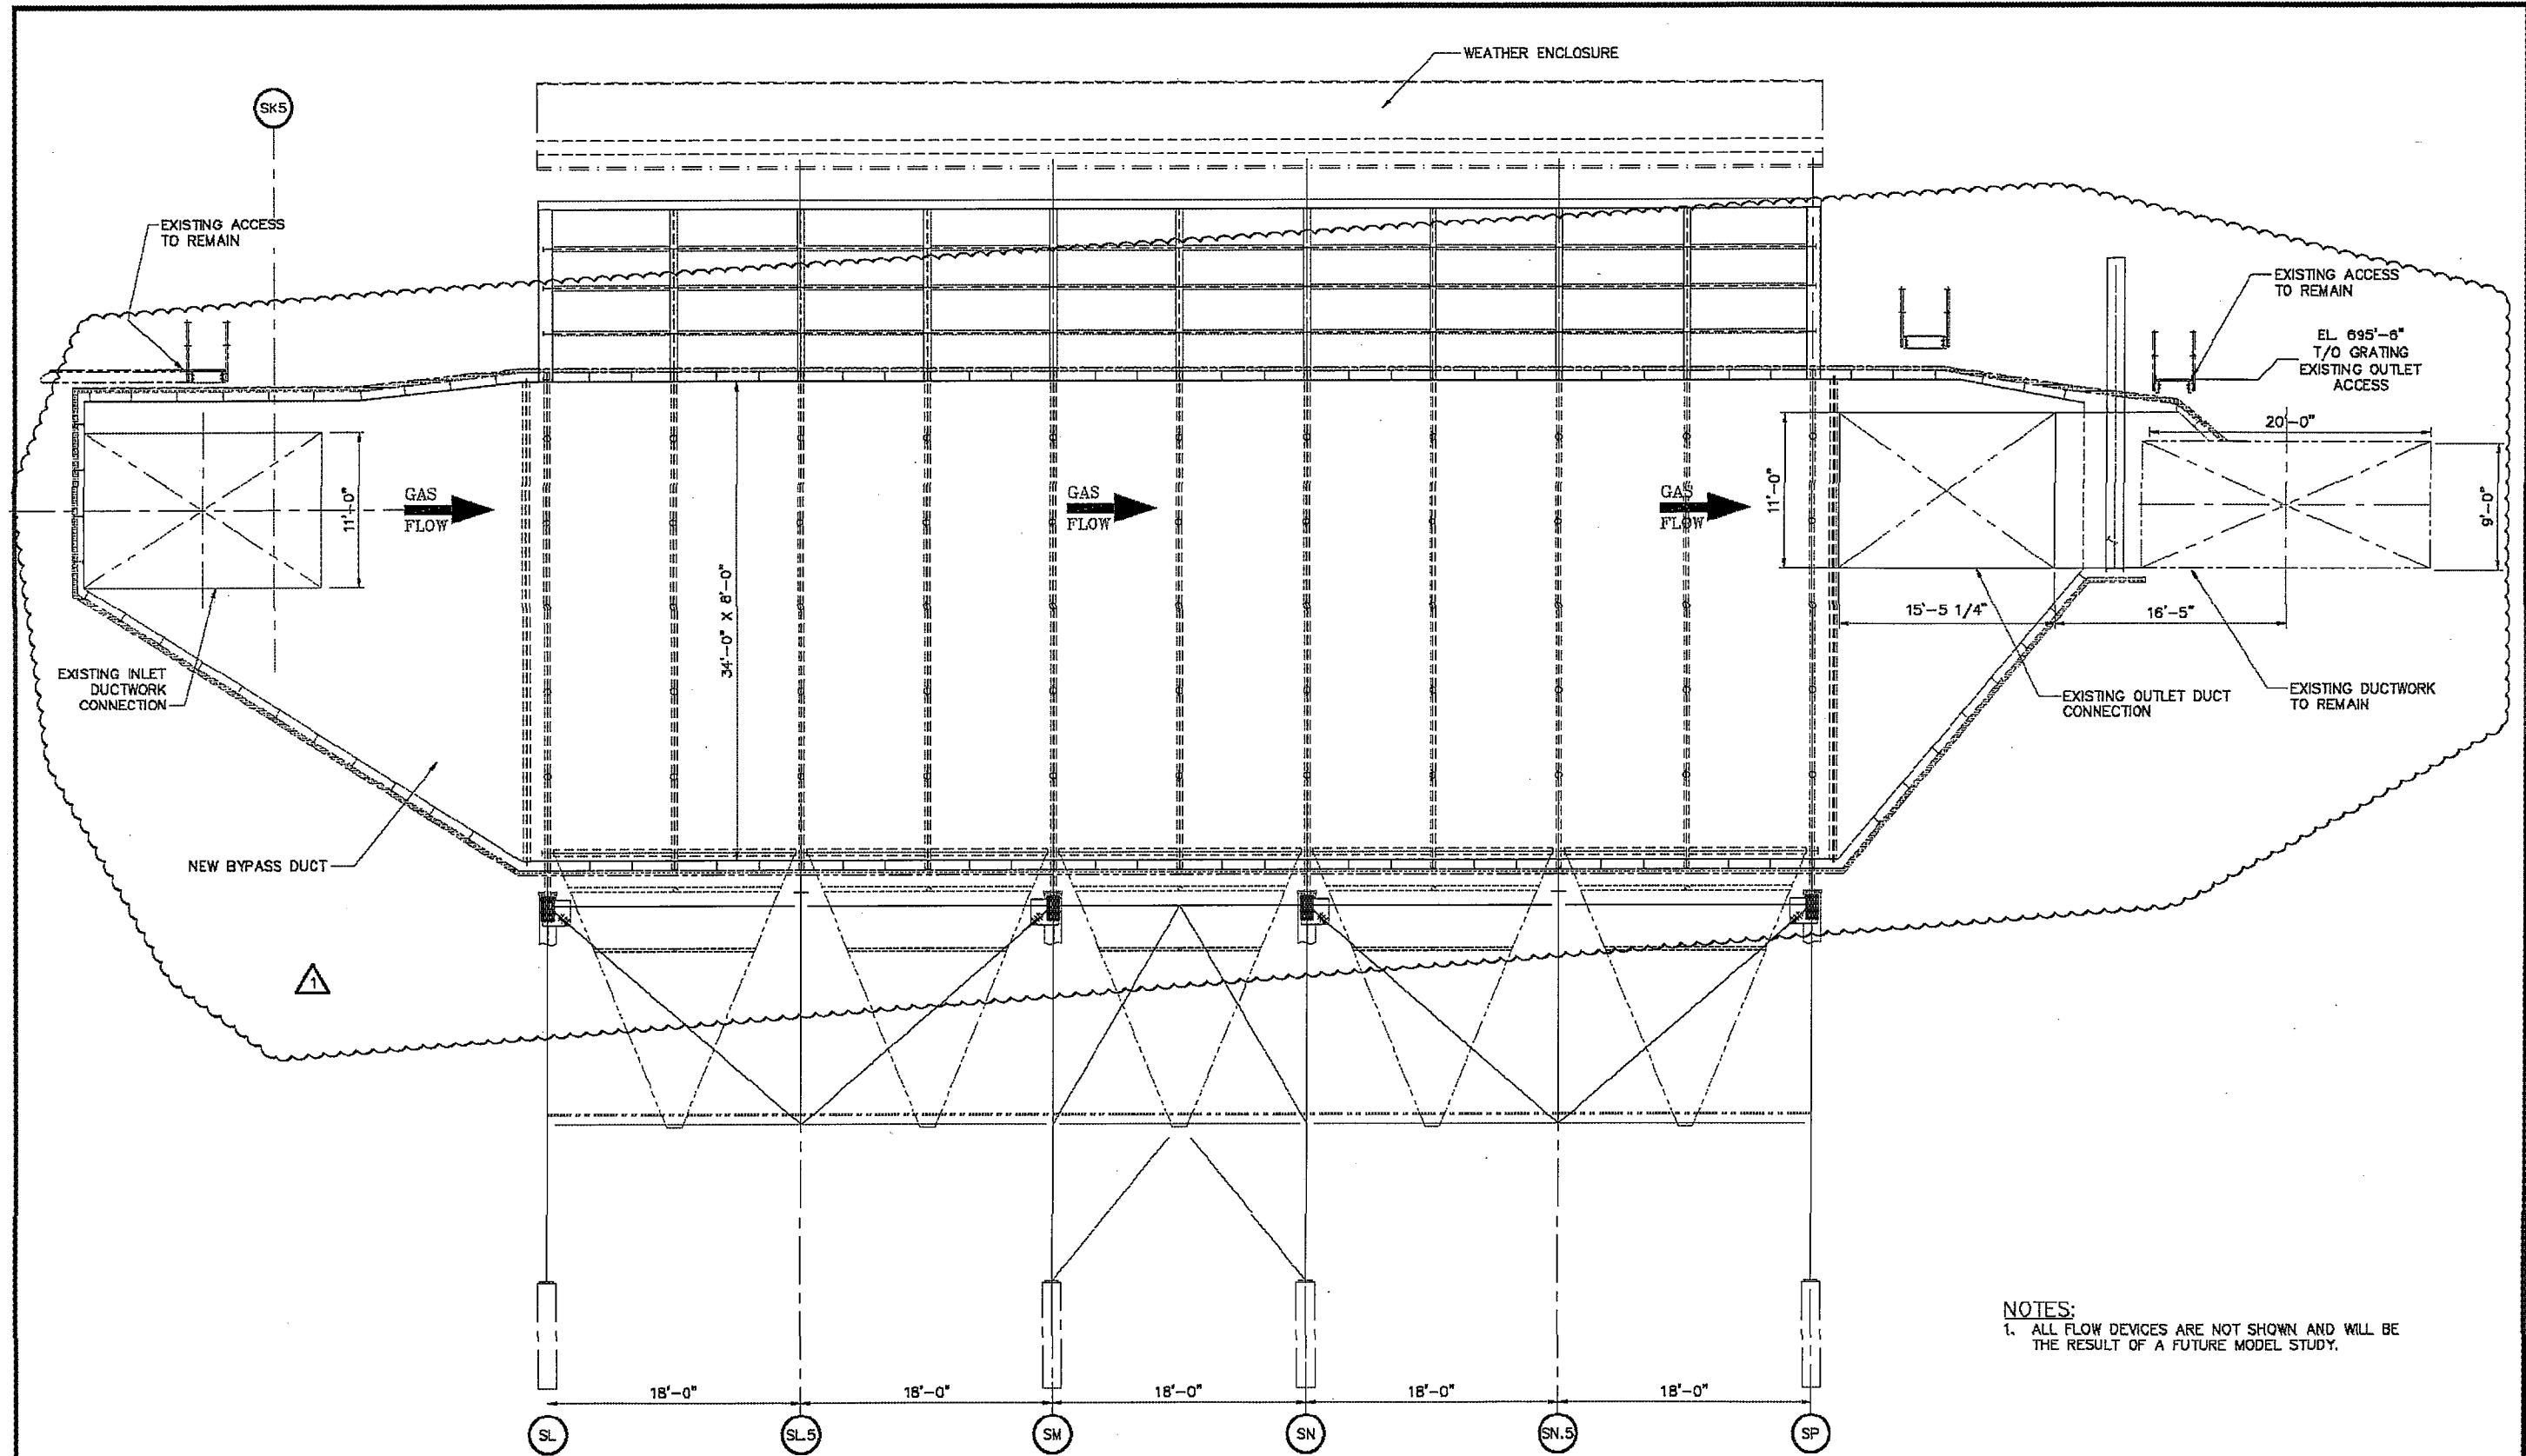 WEATHER ENCLOSURE
SK5
EXISTING ACCESS
TO REMAIN
EXISTING ACCESS
TO REMAIN
EL. 695'-6"
T/O GRATING
EXISTING OUTLET
ACCESS
20'-0"
11'-0"
GAS
FLOW
GAS
FLOW
GAS
FLOW
11'-0"
9'-0"
34'-0" X 8'-0"
15'-5 1/4"
16'-5"
EXISTING INLET
DUCTWORK
CONNECTION
EXISTING OUTLET DUCT
CONNECTION
EXISTING DUCTWORK
TO REMAIN
NEW BYPASS DUCT
1
NOTES:
1. ALL FLOW DEVICES ARE NOT SHOWN AND WILL BE
THE RESULT OF A FUTURE MODEL STUDY.
18'-0"
18'-0"
18'-0"
18'-0"
18'-0"
SL
SL.5
SM
SN
SN.5
SP